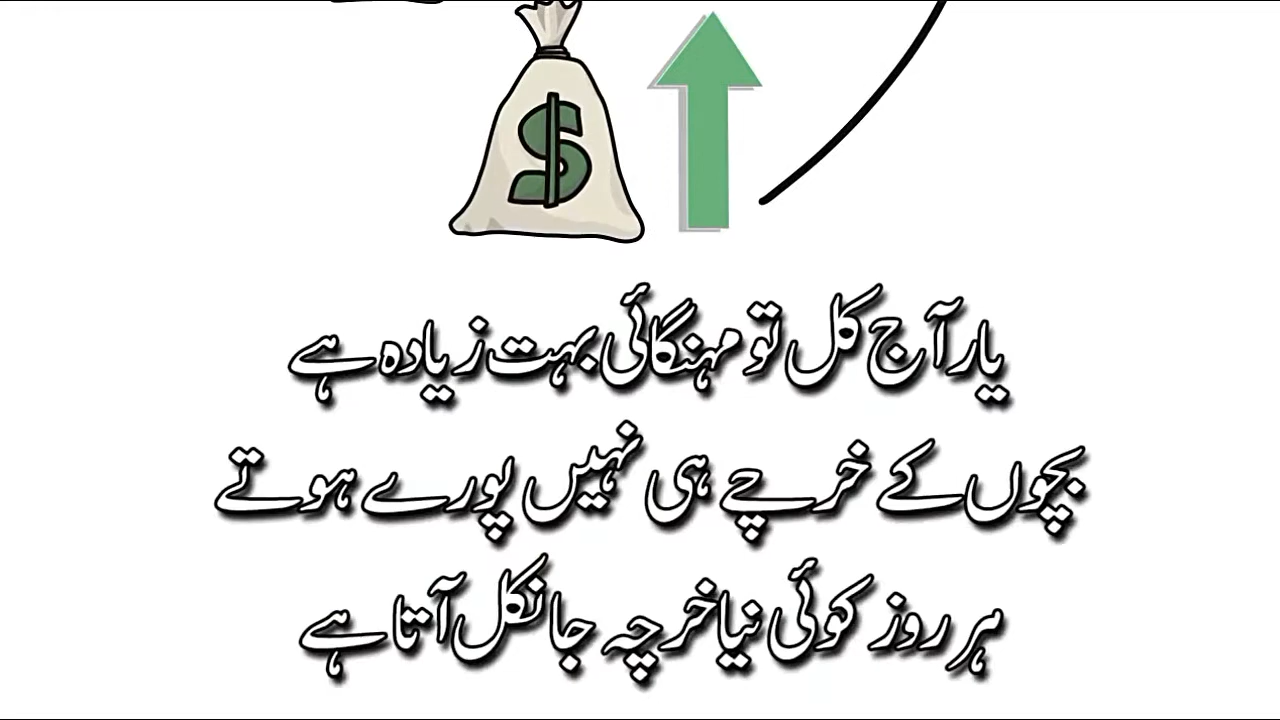 یار آج کل تو مہنگائی بہت زیادہ ہے
بچوں کے خرچے ہی نہیں پورے ہوتے
ہر روز کوئی نیا خرچہ جا نکل آتا ہے